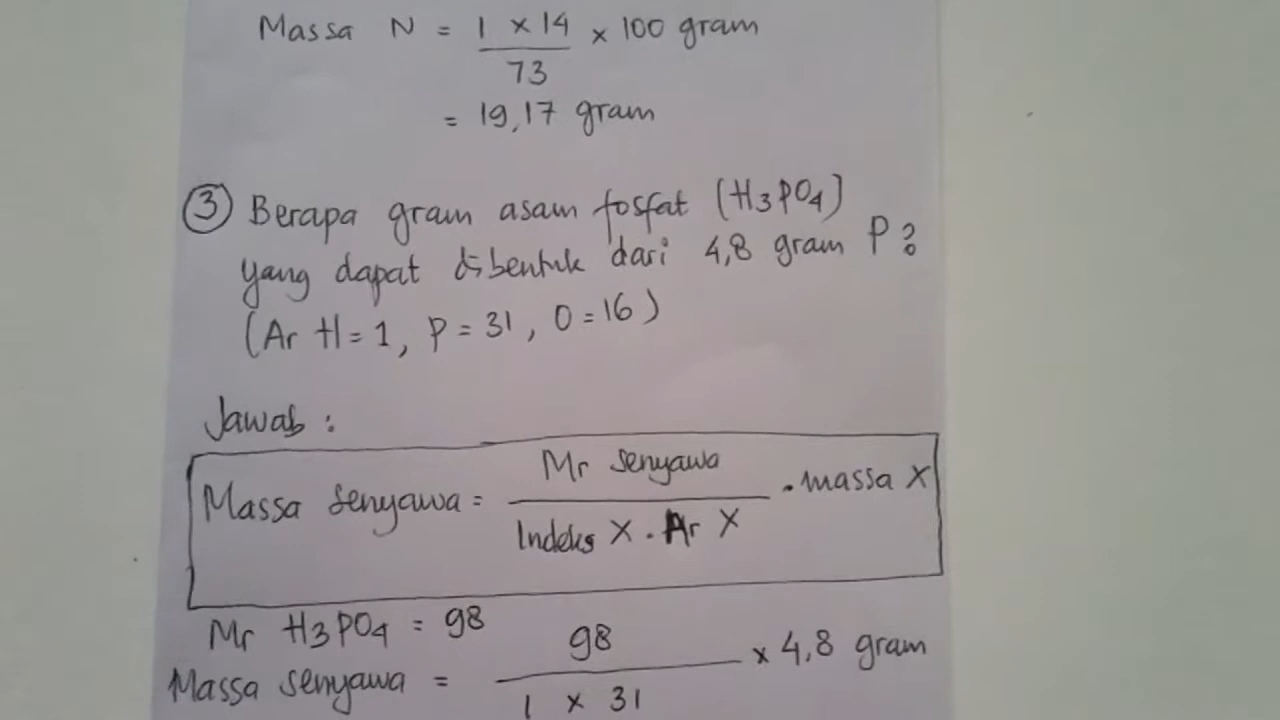 Massa N = 1 x 14 x 100 gram
73
= 19,17 gram
③ Berapa gram asam fosfat (H3PO4)
yang dapat dibentuk dari 4,8 gram P?
(Ar H = 1, P = 31, O = 16)
Jawab :
Massa senyawa = Mr senyawa . massa X
Indeks X . Ar X
Mr H3PO4 = 98
Massa senyawa = 98 x 4,8 gram
1 x 31